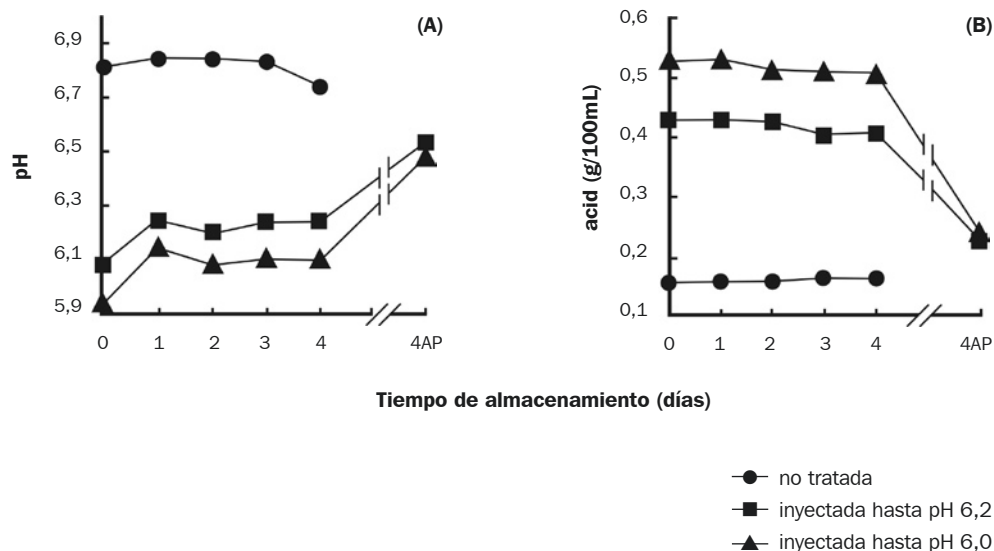 (A)
pH
6,9
6,7
6,5
6,3
6,1
5,9
0 1 2 3 4 4AP
(B)
acid (g/100mL)
0,6
0,5
0,4
0,3
0,2
0,1
0 1 2 3 4 4AP
Tiempo de almacenamiento (días)
no tratada
inyectada hasta pH 6,2
inyectada hasta pH 6,0